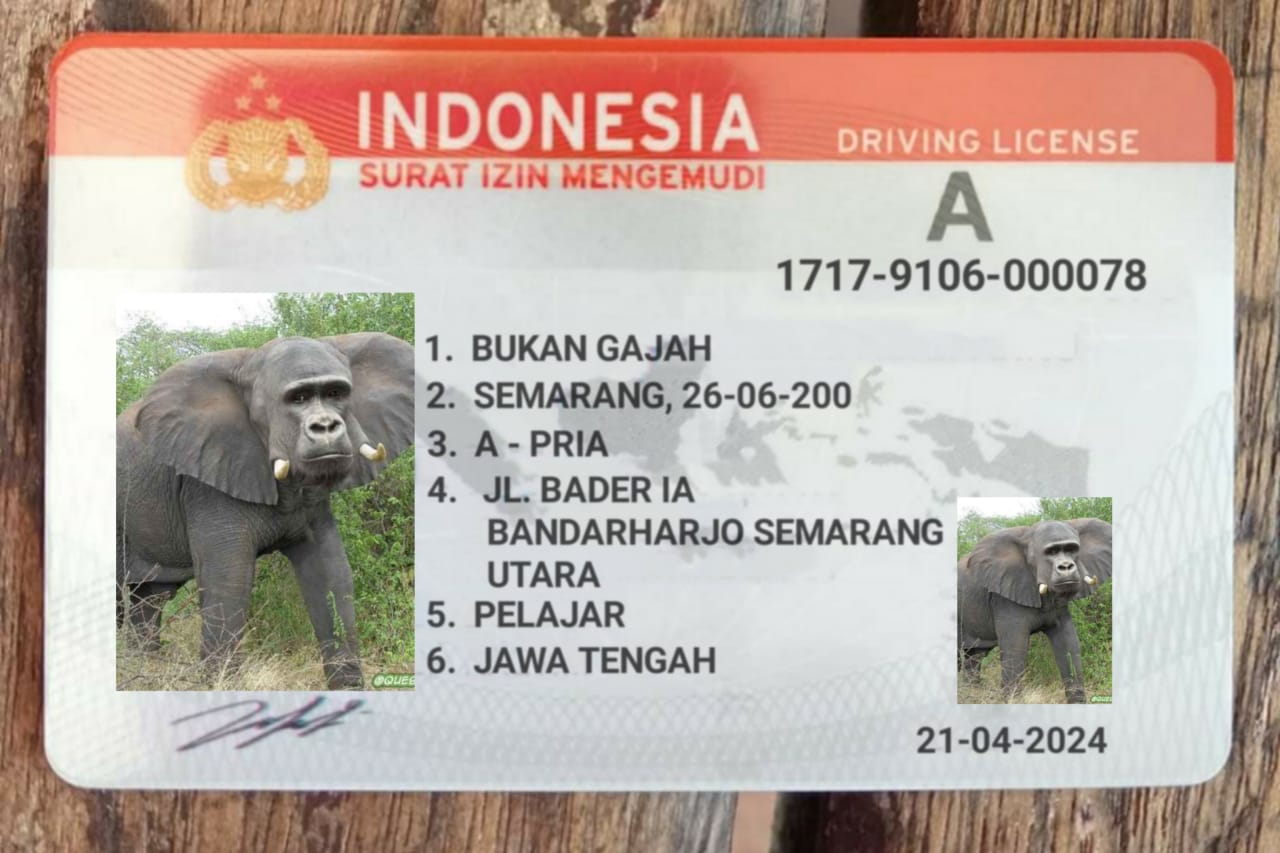 INDONESIA
SURAT IZIN MENGEMUDI
DRIVING LICENSE
A
1717-9106-000078
1. BUKAN GAJAH
2. SEMARANG, 26-06-200
3. A - PRIA
4. JL. BADER IA
BANDARHARJO SEMARANG
UTARA
5. PELAJAR
6. JAWA TENGAH
21-04-2024